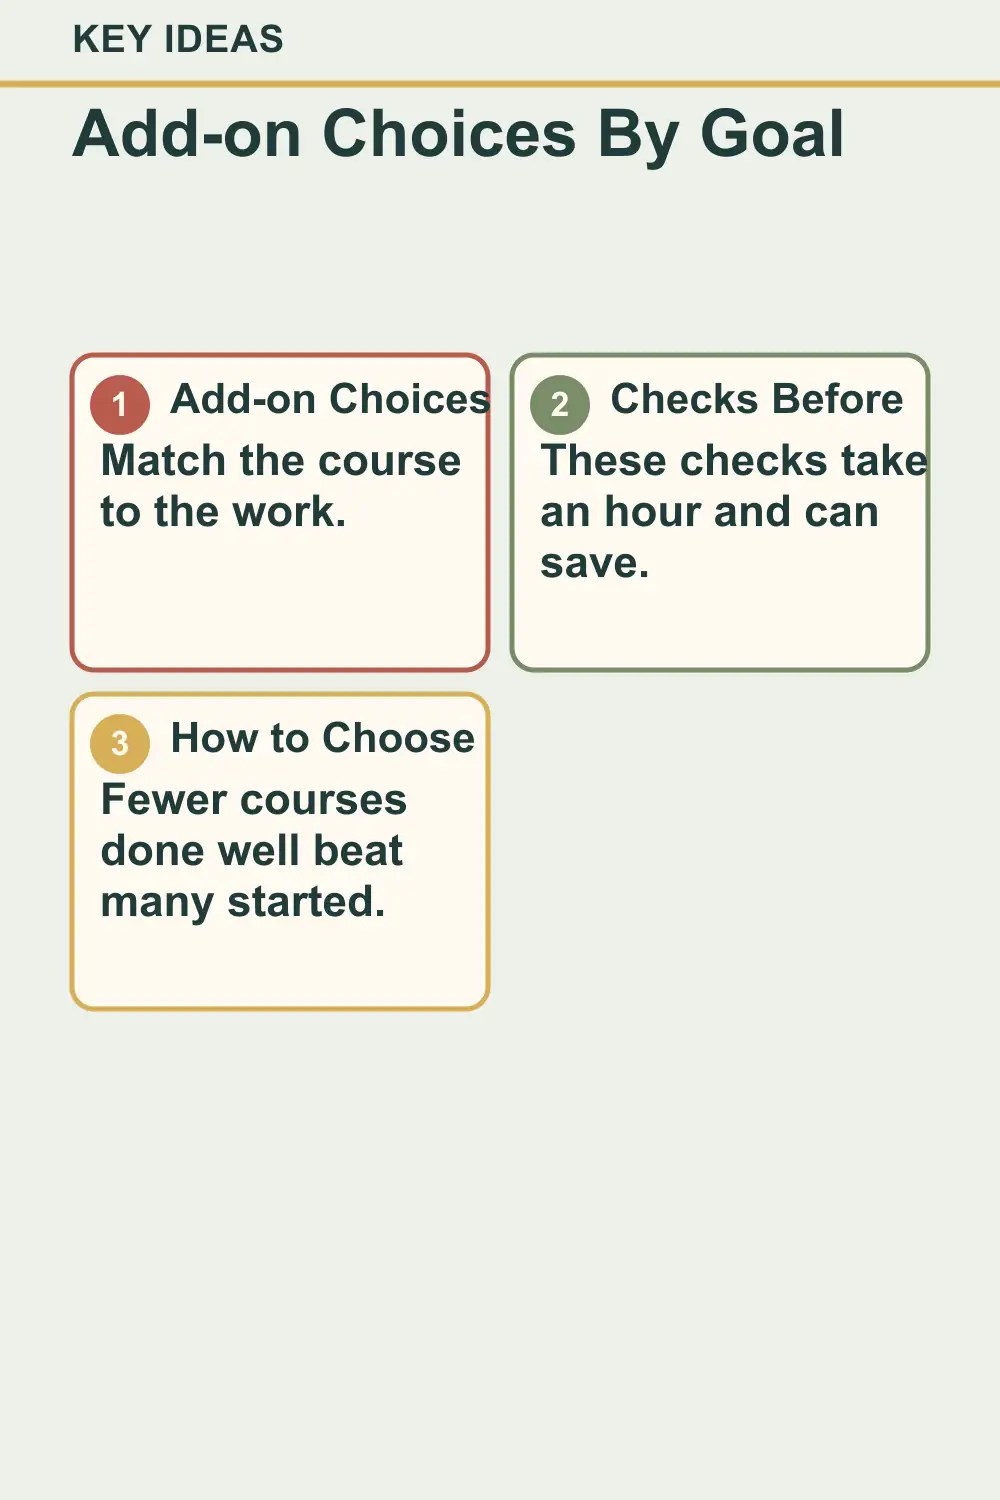 KEY IDEAS
Add-on Choices By Goal
1 Add-on Choices
Match the course
to the work.
2 Checks Before
These checks take
an hour and can
save.
3 How to Choose
Fewer courses
done well beat
many started.